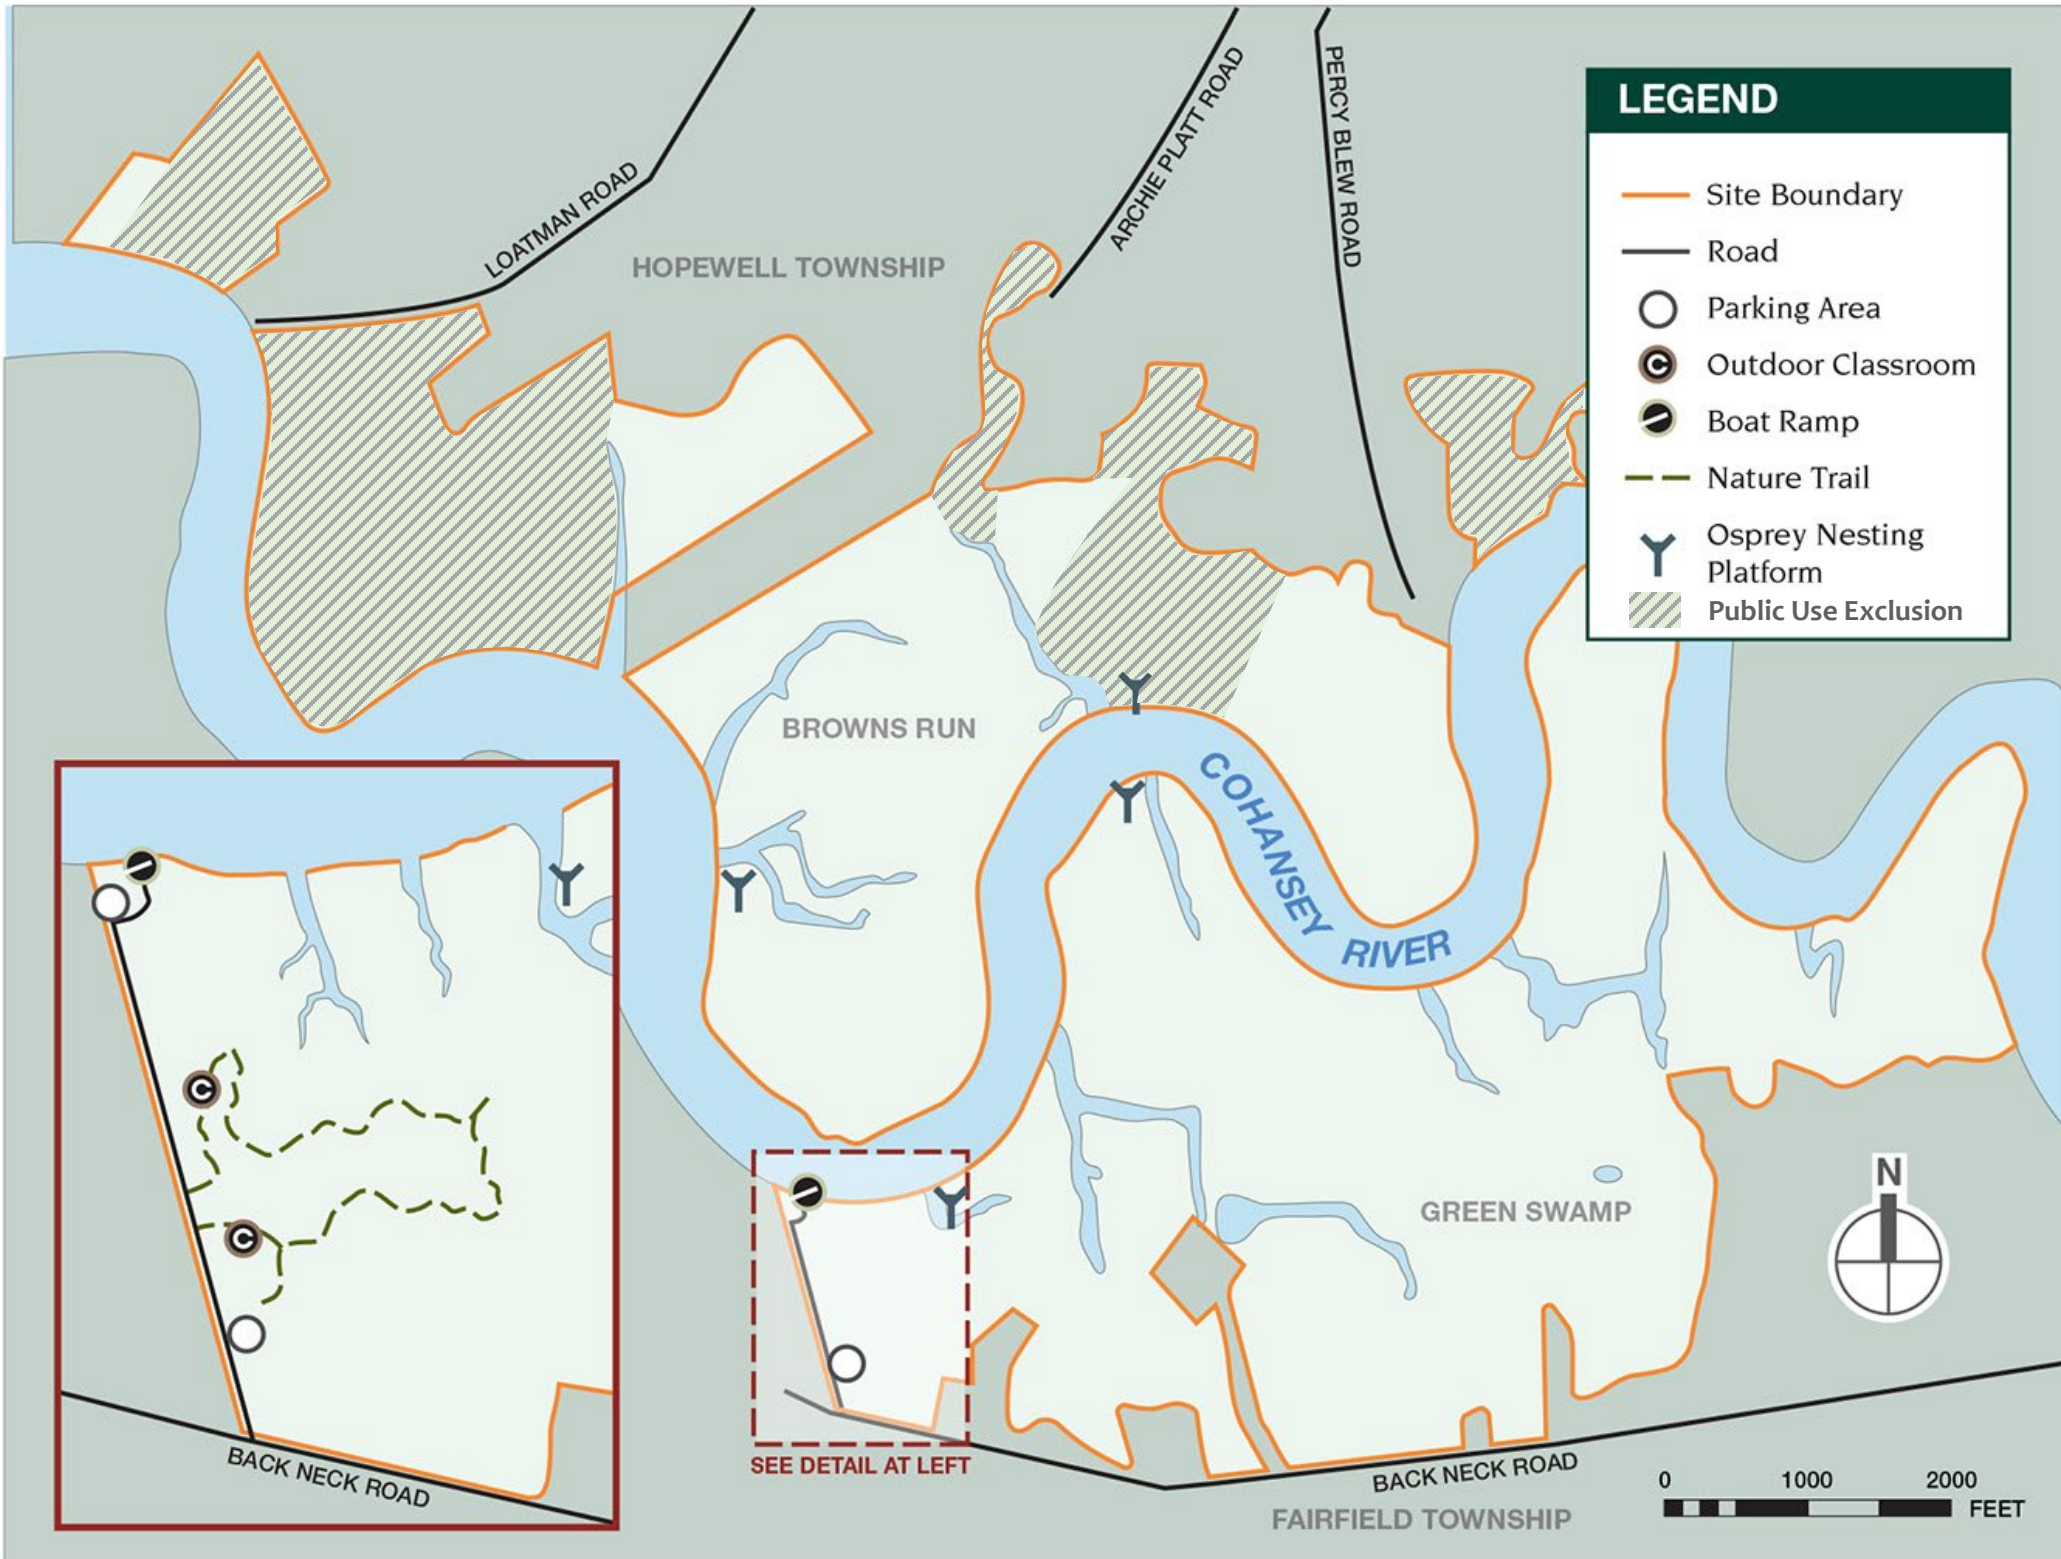 LOATMAN ROAD
ARCHIE PLATT ROAD
PERCY BLEW ROAD
HOPEWELL TOWNSHIP
LEGEND
Site Boundary
Road
Parking Area
C
Outdoor Classroom
Boat Ramp
Nature Trail
Osprey Nesting
Platform
Public Use Exclusion
BROWNS RUN
COHANSEY RIVER
C
C
BACK NECK ROAD
SEE DETAIL AT LEFT
GREEN SWAMP
N
BACK NECK ROAD
FAIRFIELD TOWNSHIP
0 1000 2000
FEET